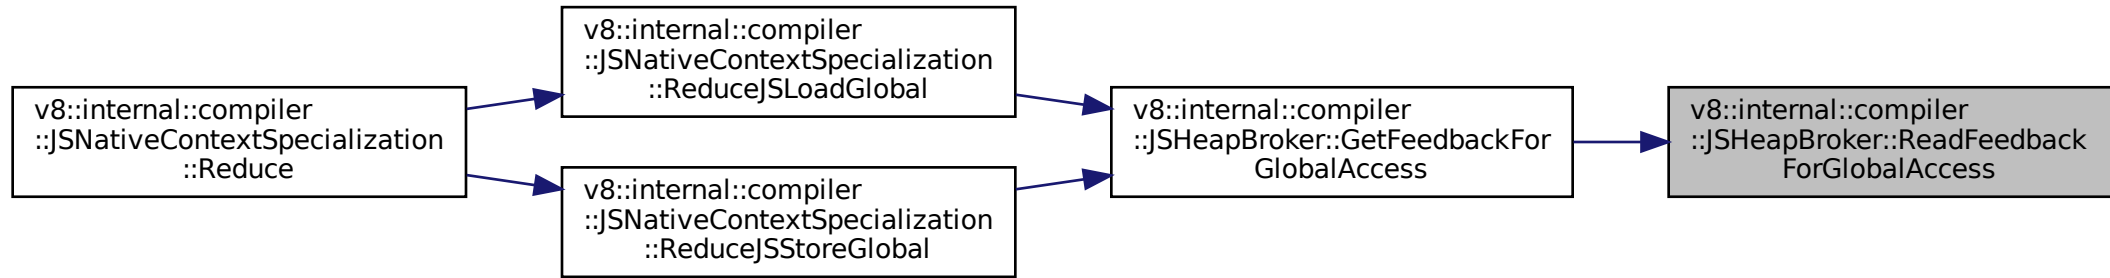 v8::internal::compiler
::JSNativeContextSpecialization
::Reduce
v8::internal::compiler
::JSNativeContextSpecialization
::ReduceJSLoadGlobal
v8::internal::compiler
::JSNativeContextSpecialization
::ReduceJSStoreGlobal
v8::internal::compiler
::JSHeapBroker::GetFeedbackFor
GlobalAccess
v8::internal::compiler
::JSHeapBroker::ReadFeedback
ForGlobalAccess